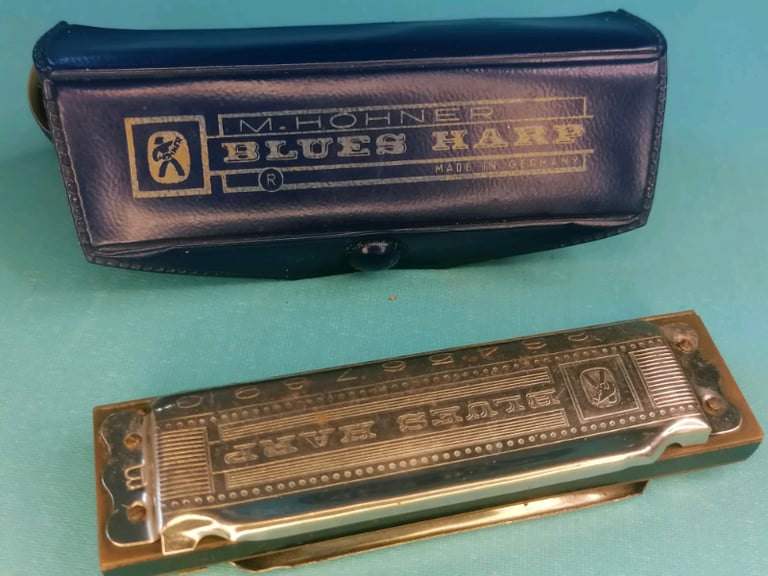 M. HOHNER
BLUES HARP
MADE IN GERMANY
R
BLUES HARP